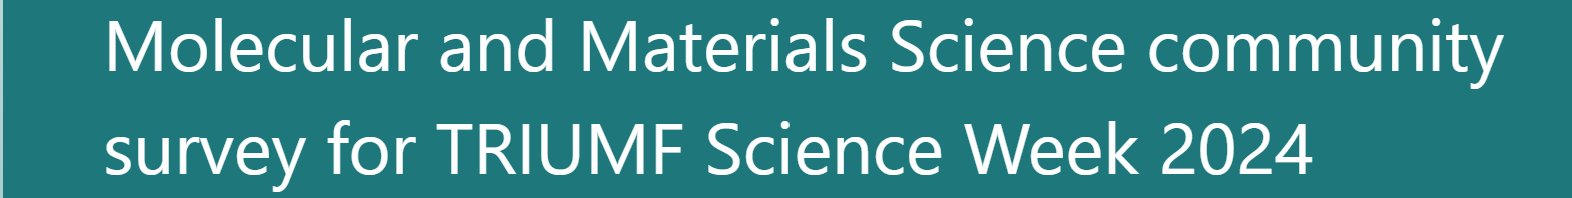 Molecular and Materials Science community
survey for TRIUMF Science Week 2024